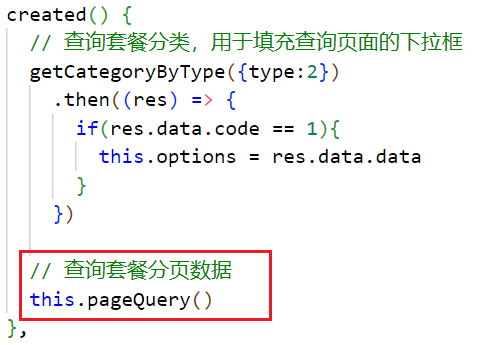 created() {
  // 查询套餐分类，用于填充查询页面的下拉框
  getCategoryByType({type:2})
    .then((res) => {
      if(res.data.code == 1){
        this.options = res.data.data
      }
    })

  // 查询套餐分页数据
  this.pageQuery()
},